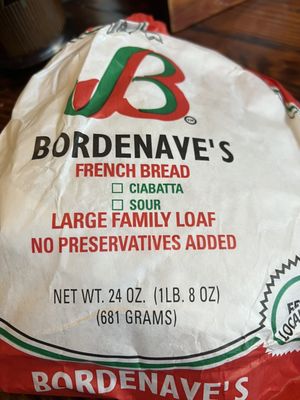 B
BORDENAVE'S
FRENCH BREAD
CIABATTA
SOUR
LARGE FAMILY LOAF
NO PRESERVATIVES ADDED
NET WT. 24 OZ. (1LB. 8 OZ)
(681 GRAMS)
BORDENAVE'S